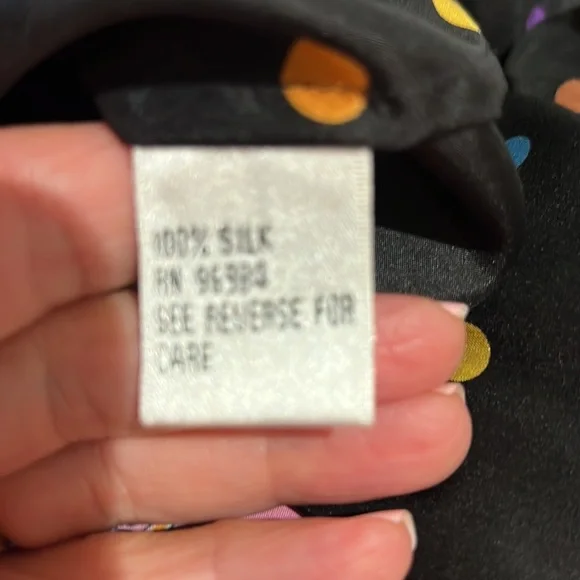 100% SILK
RN 96984
SEE REVERSE FOR
CARE